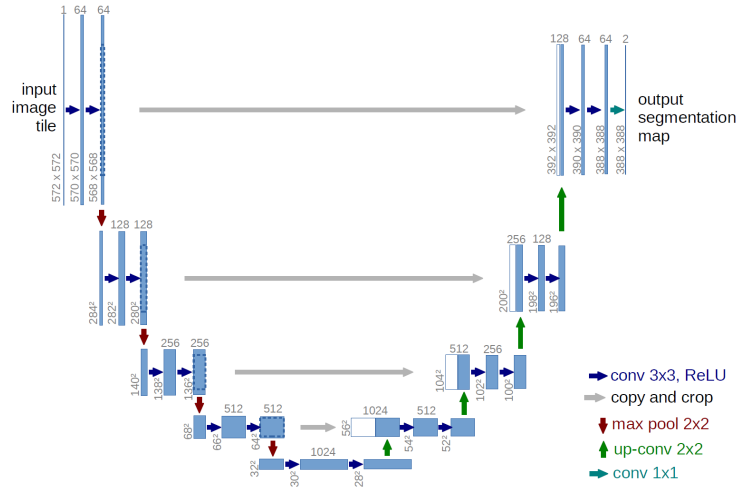 1 64 64
128 64 64 2
input
image
tile
output
segmentation
map
572 x 572
570 x 570
568 x 568
392 x 392
390 x 390
388 x 388
388 x 388
128 128
256 128
284²
282²
280²
200²
198²
196²
256 256
512 256
140²
138²
136²
104²
102²
100²
512 512
1024 512
68²
66²
64²
56²
54²
52²
1024
32²
30²
28²
conv 3x3, ReLU
copy and crop
max pool 2x2
up-conv 2x2
conv 1x1